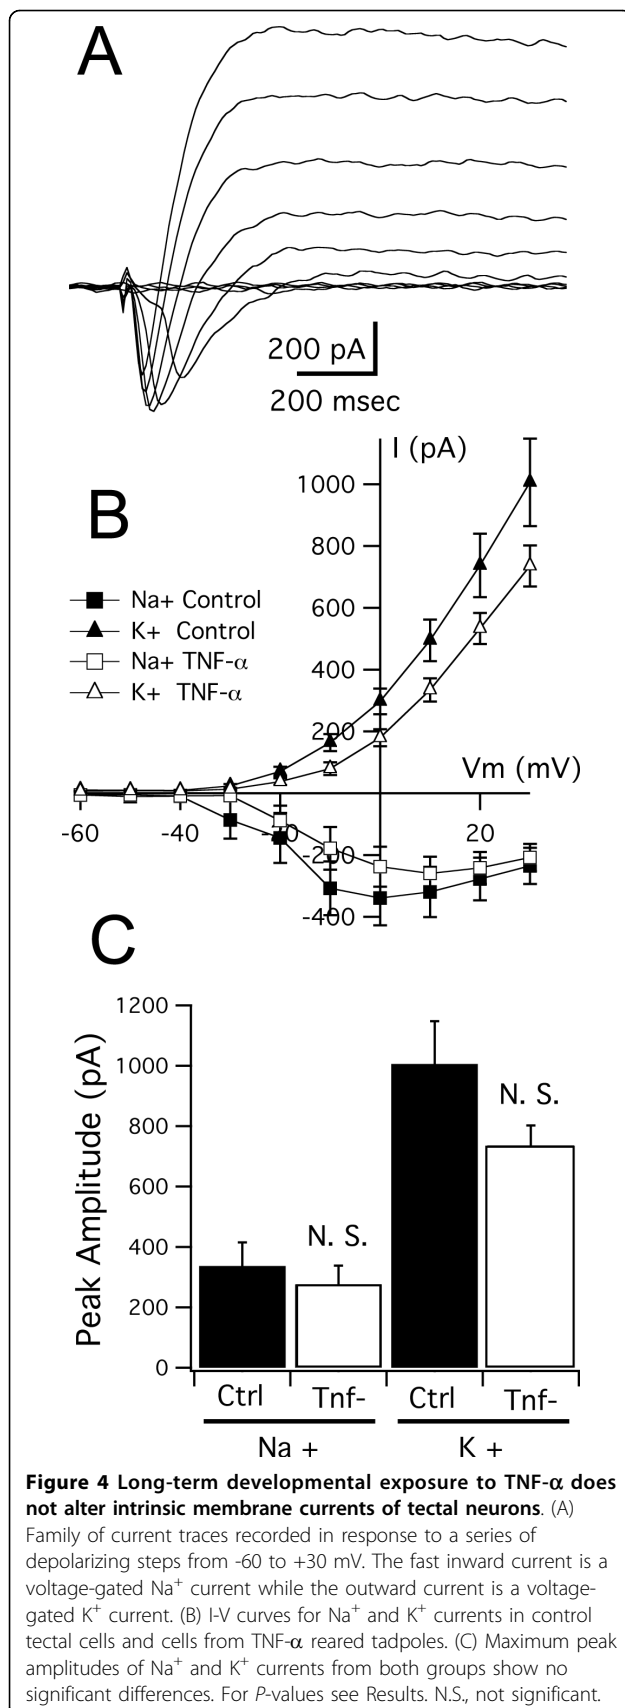 A
200 pA
200 msec
B
I (pA)
1000
800
600
400
200
Na+ Control
K+ Control
Na+ TNF-α
K+ TNF-α
Vm (mV)
-60
-40
20
-200
-400
C
Peak Amplitude (pA)
1200
1000
800
600
400
200
0
N. S.
N. S.
Ctrl Tnf- Ctrl Tnf-
Na + K +
Figure 4 Long-term developmental exposure to TNF-α does
not alter intrinsic membrane currents of tectal neurons. (A)
Family of current traces recorded in response to a series of
depolarizing steps from -60 to +30 mV. The fast inward current is a
voltage-gated Na⁺ current while the outward current is a voltage-
gated K⁺ current. (B) I-V curves for Na⁺ and K⁺ currents in control
tectal cells and cells from TNF-α reared tadpoles. (C) Maximum peak
amplitudes of Na⁺ and K⁺ currents from both groups show no
significant differences. For P-values see Results. N.S., not significant.